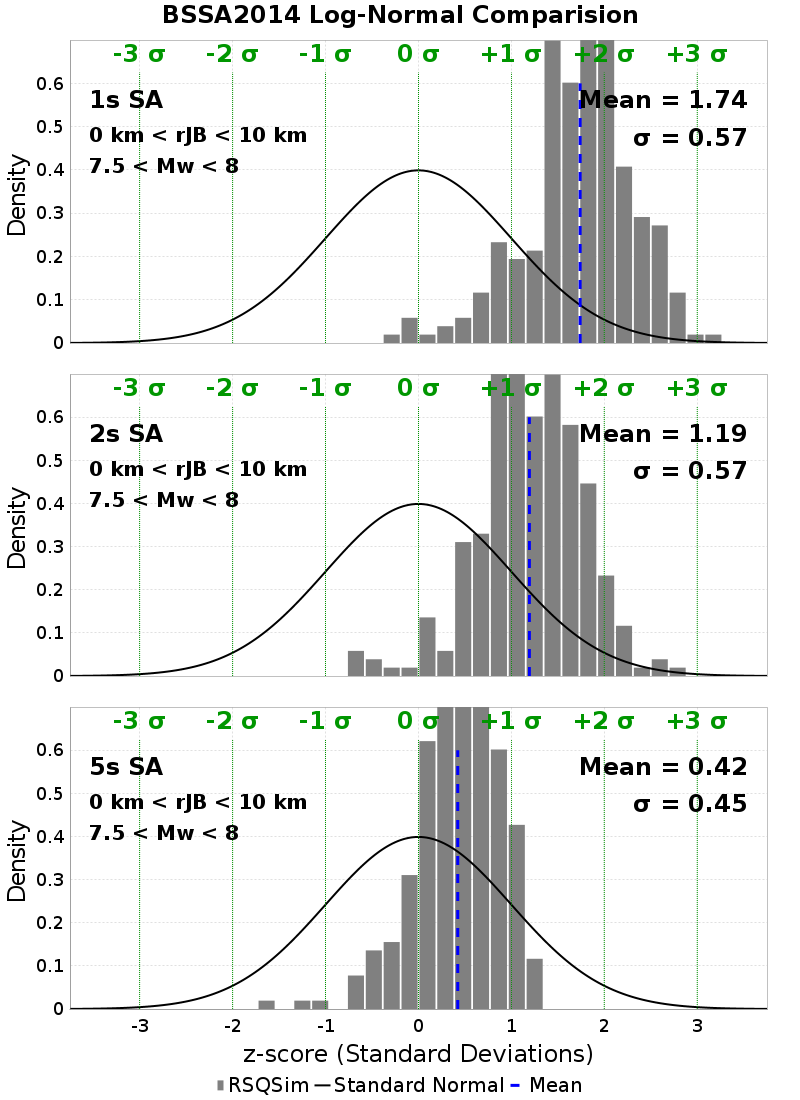 BSSA2014 Log-Normal Comparision
-3 σ -2 σ -1 σ 0 σ +1 σ +2 σ +3 σ
1s SA
Mean = 1.74
0 km < rJB < 10 km
σ = 0.57
7.5 < Mw < 8
Density
0.6
0.5
0.4
0.3
0.2
0.1
0
-3 σ -2 σ -1 σ 0 σ +1 σ +2 σ +3 σ
2s SA
Mean = 1.19
0 km < rJB < 10 km
σ = 0.57
7.5 < Mw < 8
Density
0.6
0.5
0.4
0.3
0.2
0.1
0
-3 σ -2 σ -1 σ 0 σ +1 σ +2 σ +3 σ
5s SA
Mean = 0.42
0 km < rJB < 10 km
σ = 0.45
7.5 < Mw < 8
Density
0.6
0.5
0.4
0.3
0.2
0.1
0
-3 -2 -1 0 1 2 3
z-score (Standard Deviations)
RSQSim Standard Normal Mean